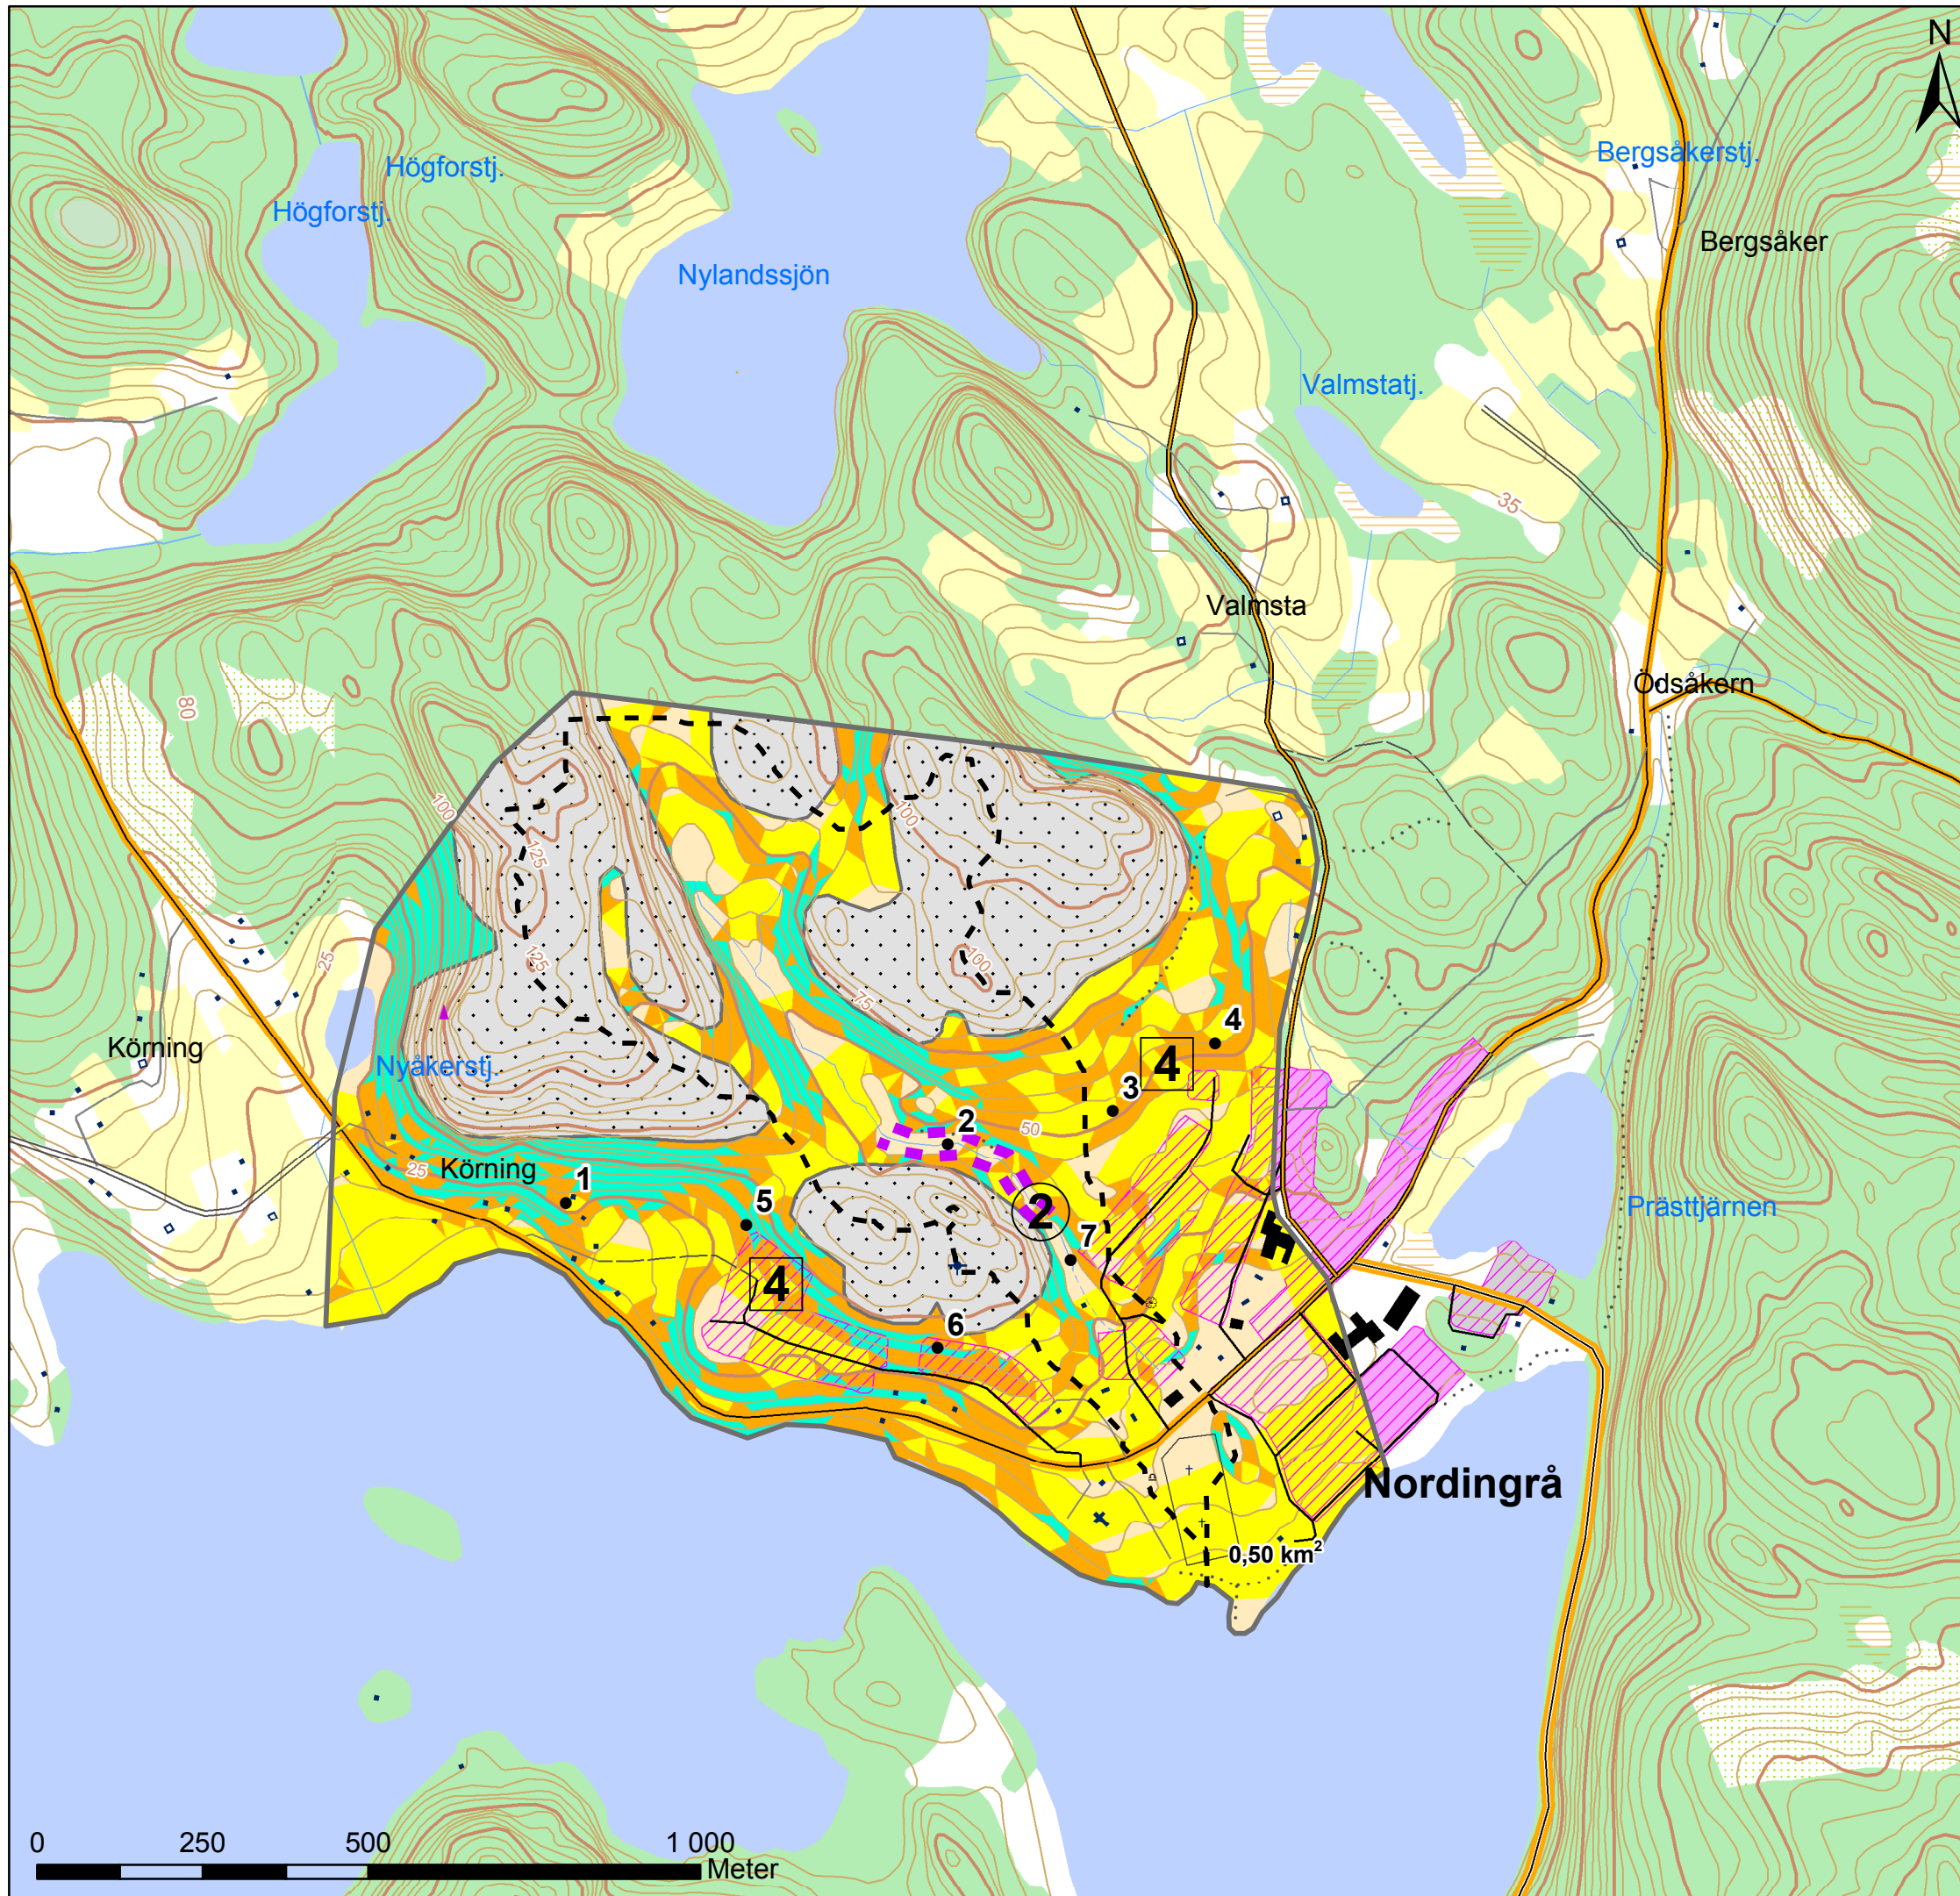 N
Högforstj.
Bergsåkerstj.
Högforstj.
Bergsåker
Nylandssjön
Valmstatj.
35
Valmsta
Ödsåkern
80
100
100
125
125
100
25
75
4
Körning
Nyåkerstj.
4
3
50
2
Körning
25
1
5
2
Prästtjärnen
7
4
6
Nordingrå
0,50 km²
0
250
500
1 000
Meter